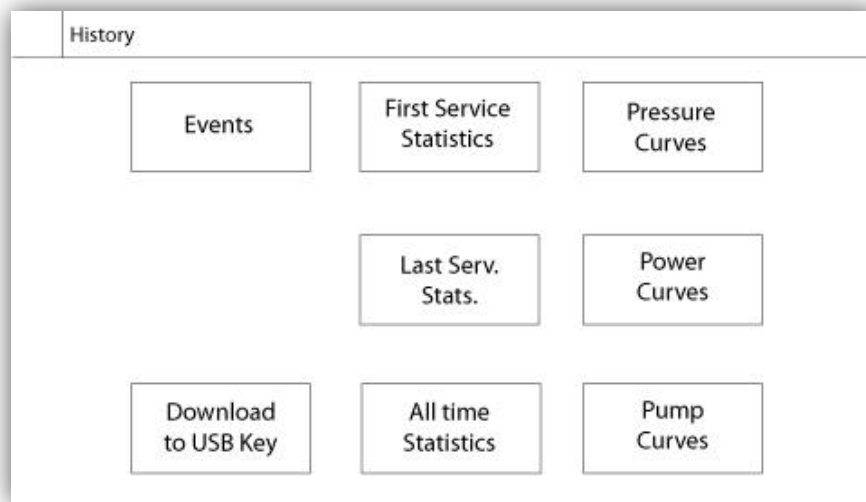 History
Events
First Service
Statistics
Pressure
Curves
Last Serv.
Stats.
Power
Curves
Download
to USB Key
All time
Statistics
Pump
Curves